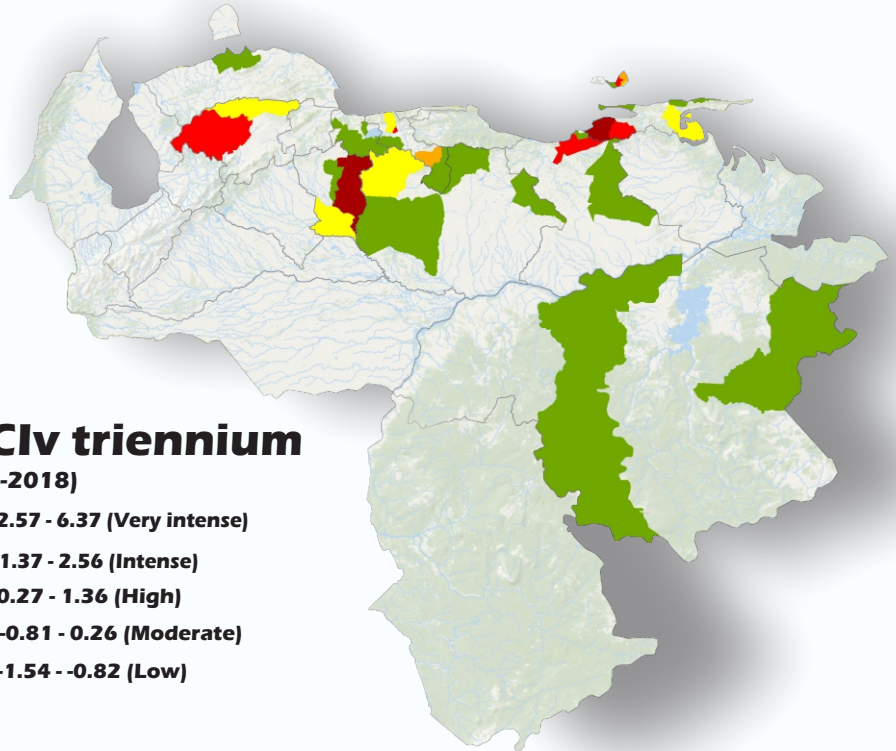 CIv triennium
-2018)
2.57 - 6.37 (Very intense)
1.37 - 2.56 (Intense)
0.27 - 1.36 (High)
-0.81 - 0.26 (Moderate)
-1.54 - -0.82 (Low)